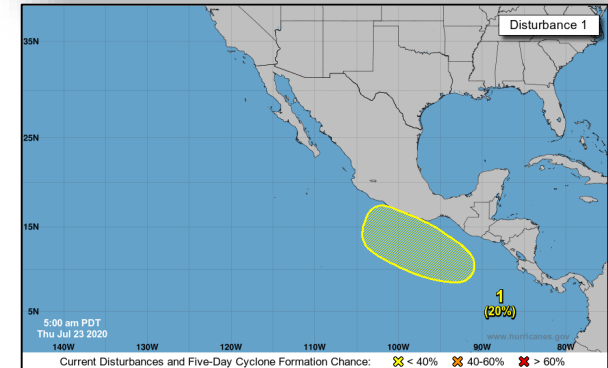 Disturbance 1
35N
25N
15N
5N
1
(20%)
5:00 am PDT
Thu Jul 23 2020
www.hurricanes.gov
140W 130W 120W 110W 100W 90W 80W
Current Disturbances and Five-Day Cyclone Formation Chance: < 40% 40-60% > 60%